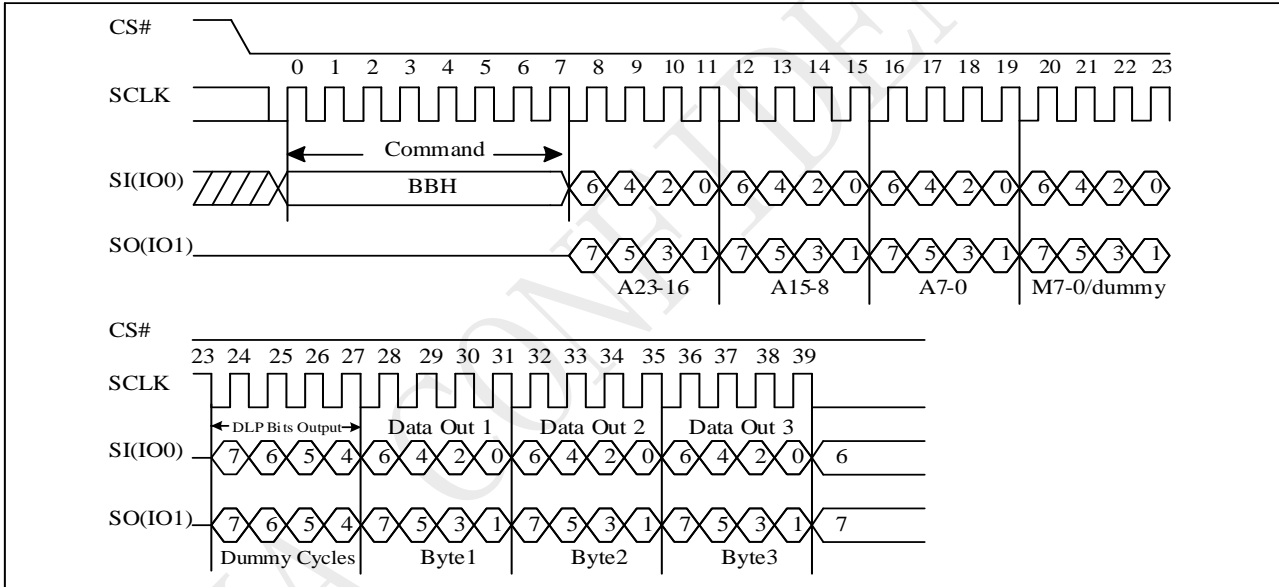 CS#
0 1 2 3 4 5 6 7 8 9 10 11 12 13 14 15 16 17 18 19 20 21 22 23
SCLK
Command
SI(IO0) BBH 6 4 2 0 6 4 2 0 6 4 2 0 6 4 2 0
SO(IO1) 7 5 3 1 7 5 3 1 7 5 3 1 7 5 3 1
A23-16 A15-8 A7-0 M7-0/dummy
CS#
23 24 25 26 27 28 29 30 31 32 33 34 35 36 37 38 39
SCLK
DLP Bits Output Data Out 1 Data Out 2 Data Out 3
SI(IO0) 7 6 5 4 6 4 2 0 6 4 2 0 6 4 2 0 6
SO(IO1) 7 6 5 4 7 5 3 1 7 5 3 1 7 5 3 1 7
Dummy Cycles Byte1 Byte2 Byte3